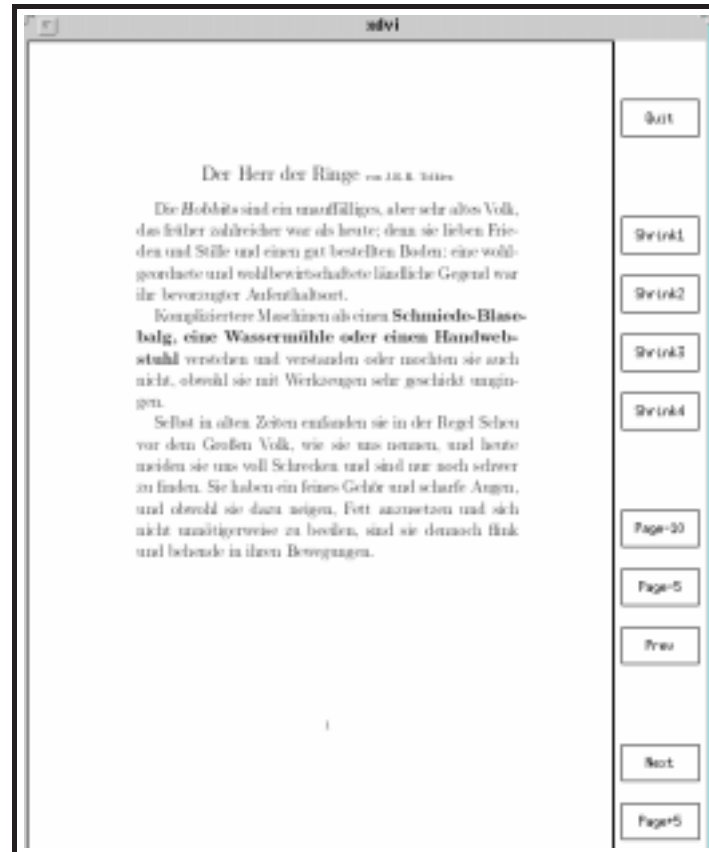 xdvi
Quit
Der Herr der Ringe von J.R.R. Tolkien
Die Hobbits sind ein unauffälliges, aber sehr altes Volk,
das früher zahlreicher war als heute; denn sie lieben Frie-
den und Stille und einen gut bestellten Boden: eine wohl-
geordnete und wohlbewirtschaftete ländliche Gegend war
ihr bevorzugter Aufenthaltsort.
Kompliziertere Maschinen als einen Schmiede-Blase-
balg, eine Wassermühle oder einen Handweb-
stuhl verstehen und verstanden oder mochten sie auch
nicht, obwohl sie mit Werkzeugen sehr geschickt umgin-
gen.
Selbst in alten Zeiten emfanden sie in der Regel Scheu
vor dem Großen Volk, wie sie uns nennen, und heute
meiden sie uns voll Schrecken und sind nur noch schwer
zu finden. Sie haben ein feines Gehör und scharfe Augen,
und obwohl sie dazu neigen, Fett anzusetzen und sich
nicht unnötigerweise zu beeilen, sind sie dennoch flink
und behende in ihren Bewegungen.
1
Shrink1
Shrink2
Shrink3
Shrink4
Page-10
Page-5
Prev
Next
Page+5